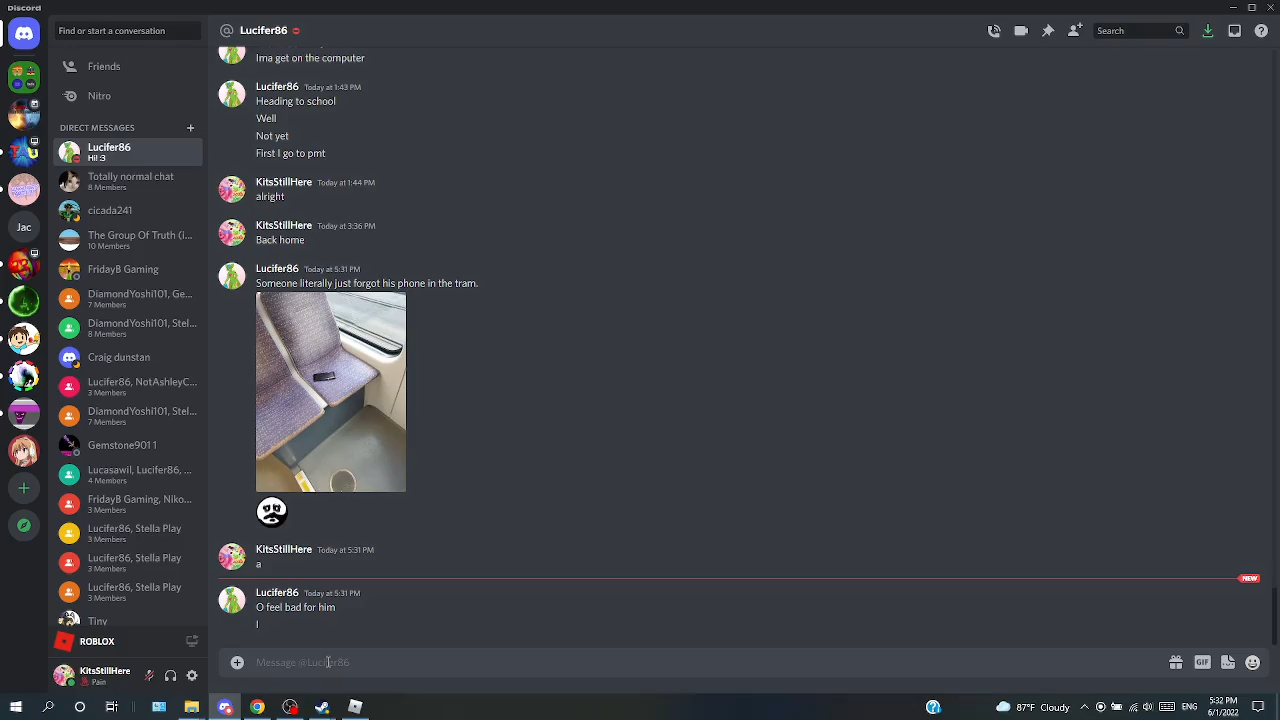 Discord
Find or start a conversation
Friends
Nitro
DIRECT MESSAGES
Lucifer86
Hi! :3
Totally normal chat
8 Members
cicada241
The Group Of Truth (i...
10 Members
FridayB Gaming
DiamondYoshi101, Ge...
7 Members
DiamondYoshi101, Stel...
8 Members
Craig dunstan
Lucifer86, NotAshleyC...
3 Members
DiamondYoshi101, Stel...
7 Members
Gemstone9011
Lucasawil, Lucifer86, ...
4 Members
FridayB Gaming, Niko...
3 Members
Lucifer86, Stella Play
3 Members
Lucifer86, Stella Play
3 Members
Lucifer86, Stella Play
3 Members
Tiny
ROBLOX
KitsStillHere
Pain
Jac
Lucifer86
Search
Ima get on the computer
Lucifer86 Today at 1:43 PM
Heading to school
Well
Not yet
First I go to pmt
KitsStillHere Today at 1:44 PM
alright
KitsStillHere Today at 3:36 PM
Back home
Lucifer86 Today at 5:31 PM
Someone literally just forgot his phone in the tram.
KitsStillHere Today at 5:31 PM
a
NEW
Lucifer86 Today at 5:31 PM
O feel bad for him
I
Message @Lucifer86
GIF
87°F Cloudy
ENG
5:32 PM
6/1/2022